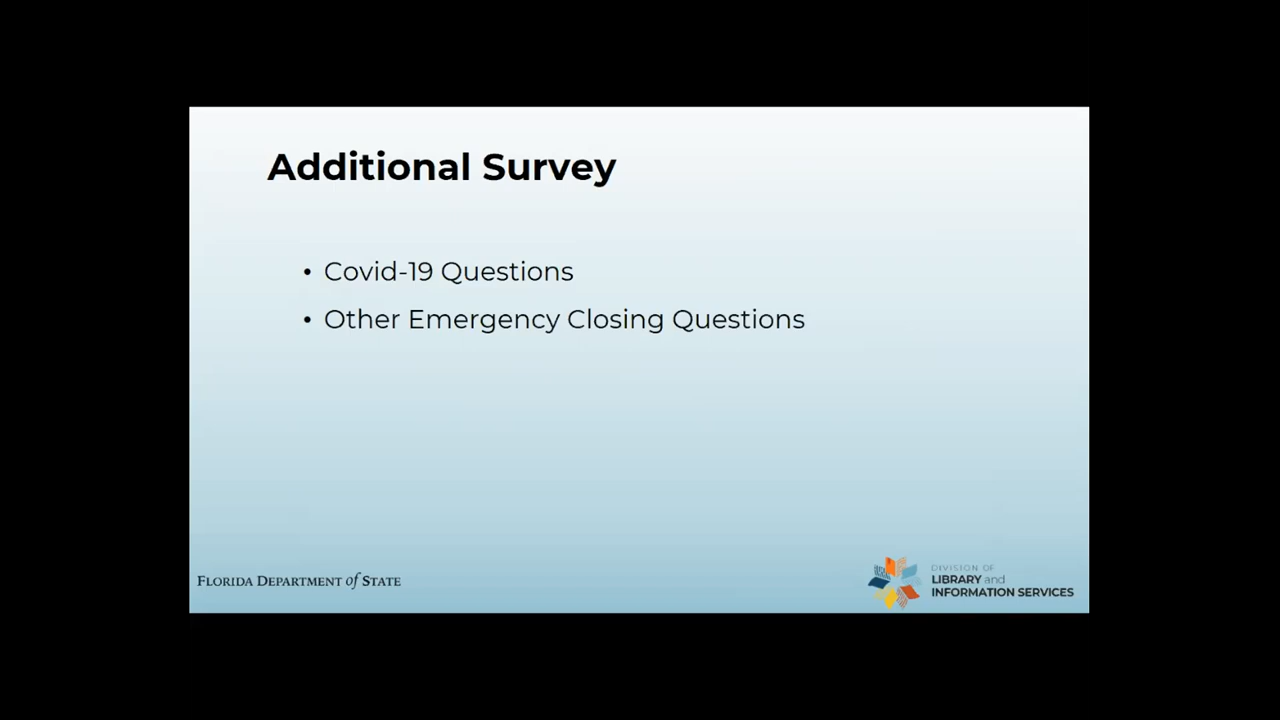 Additional Survey
• Covid-19 Questions
• Other Emergency Closing Questions
FLORIDA DEPARTMENT of STATE
DIVISION OF
LIBRARY and
INFORMATION SERVICES